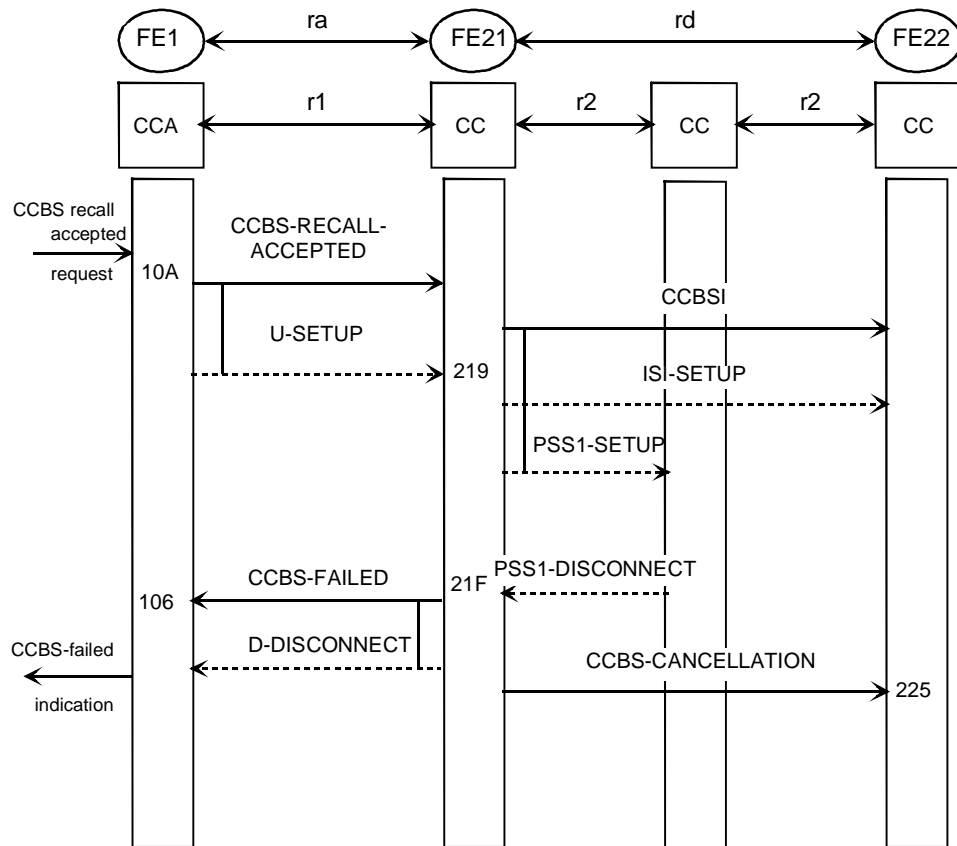 FE1
ra
FE21
rd
FE22
CCA
r1
CC
r2
CC
r2
CC
CCBS recall
accepted
request
10A
CCBS-RECALL-
ACCEPTED
CCBSI
U-SETUP
219
ISI-SETUP
PSS1-SETUP
PSS1-DISCONNECT
CCBS-FAILED
21F
106
D-DISCONNECT
CCBS-failed
indication
CCBS-CANCELLATION
225